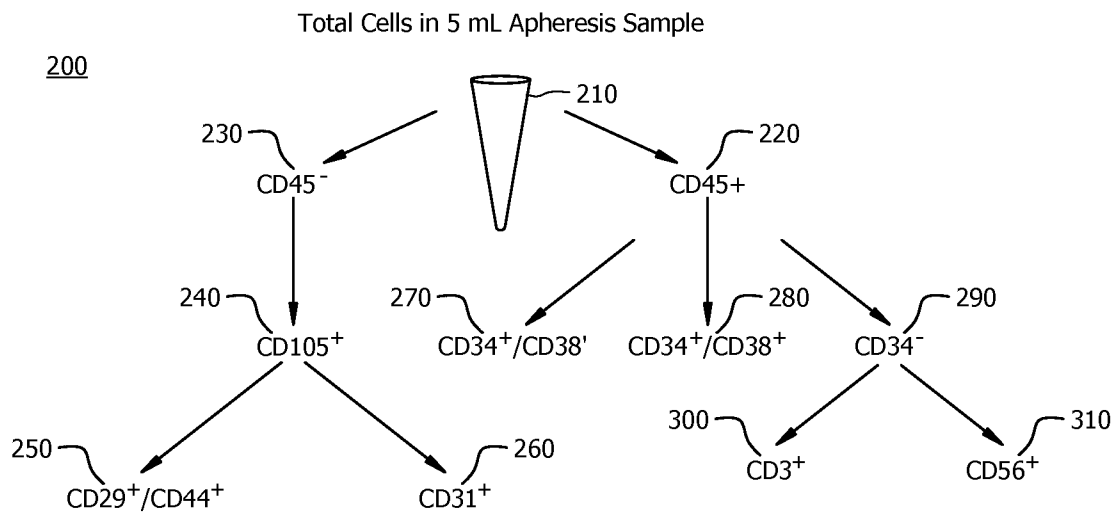 Total Cells in 5 mL Apheresis Sample
200
210
230
220
CD45⁻
CD45+
240
270
280
290
CD105⁺
CD34⁺/CD38'
CD34⁺/CD38⁺
CD34⁻
250
260
300
310
CD29⁺/CD44⁺
CD31⁺
CD3⁺
CD56⁺